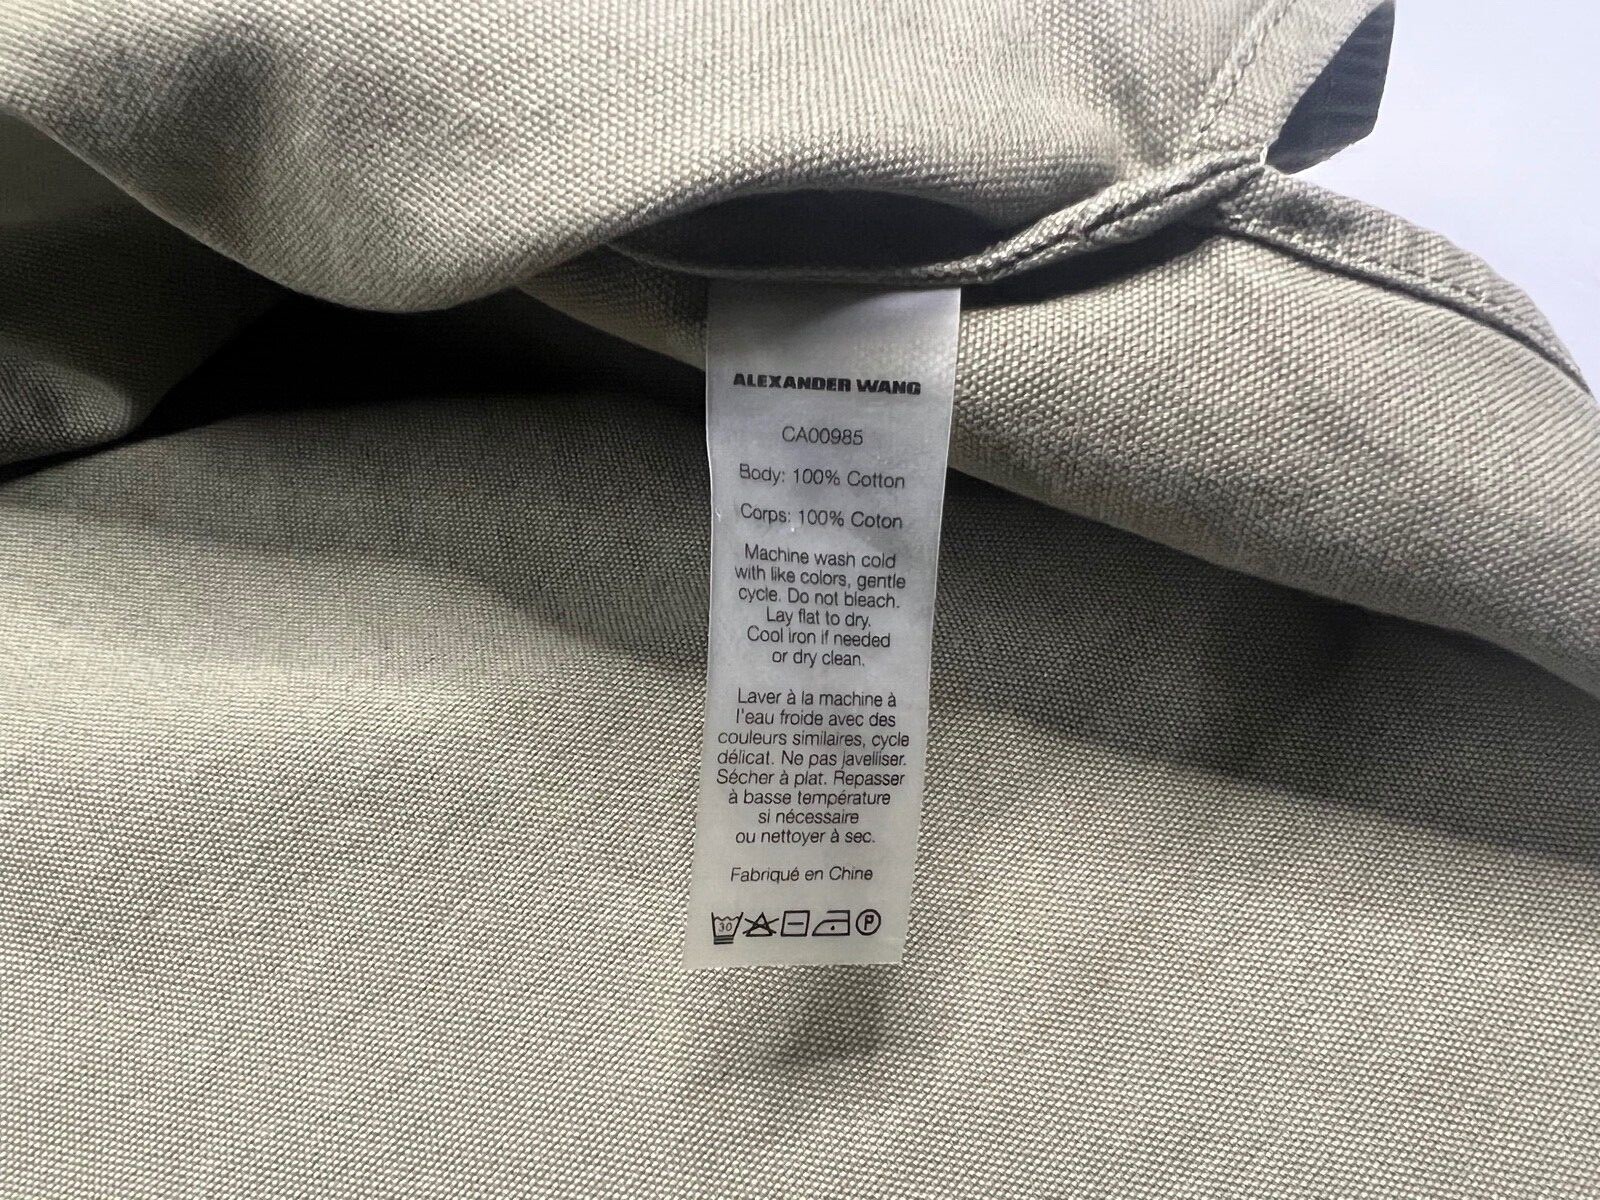 ALEXANDER WANG
CA00985
Body: 100% Cotton
Corps: 100% Coton
Machine wash cold
with like colors, gentle
cycle. Do not bleach.
Lay flat to dry.
Cool iron if needed
or dry clean.
Laver à la machine à
l'eau froide avec des
couleurs similaires, cycle
délicat. Ne pas javelliser.
Sécher à plat. Repasser
à basse température
si nécessaire
ou nettoyer à sec.
Fabriqué en Chine
30 P